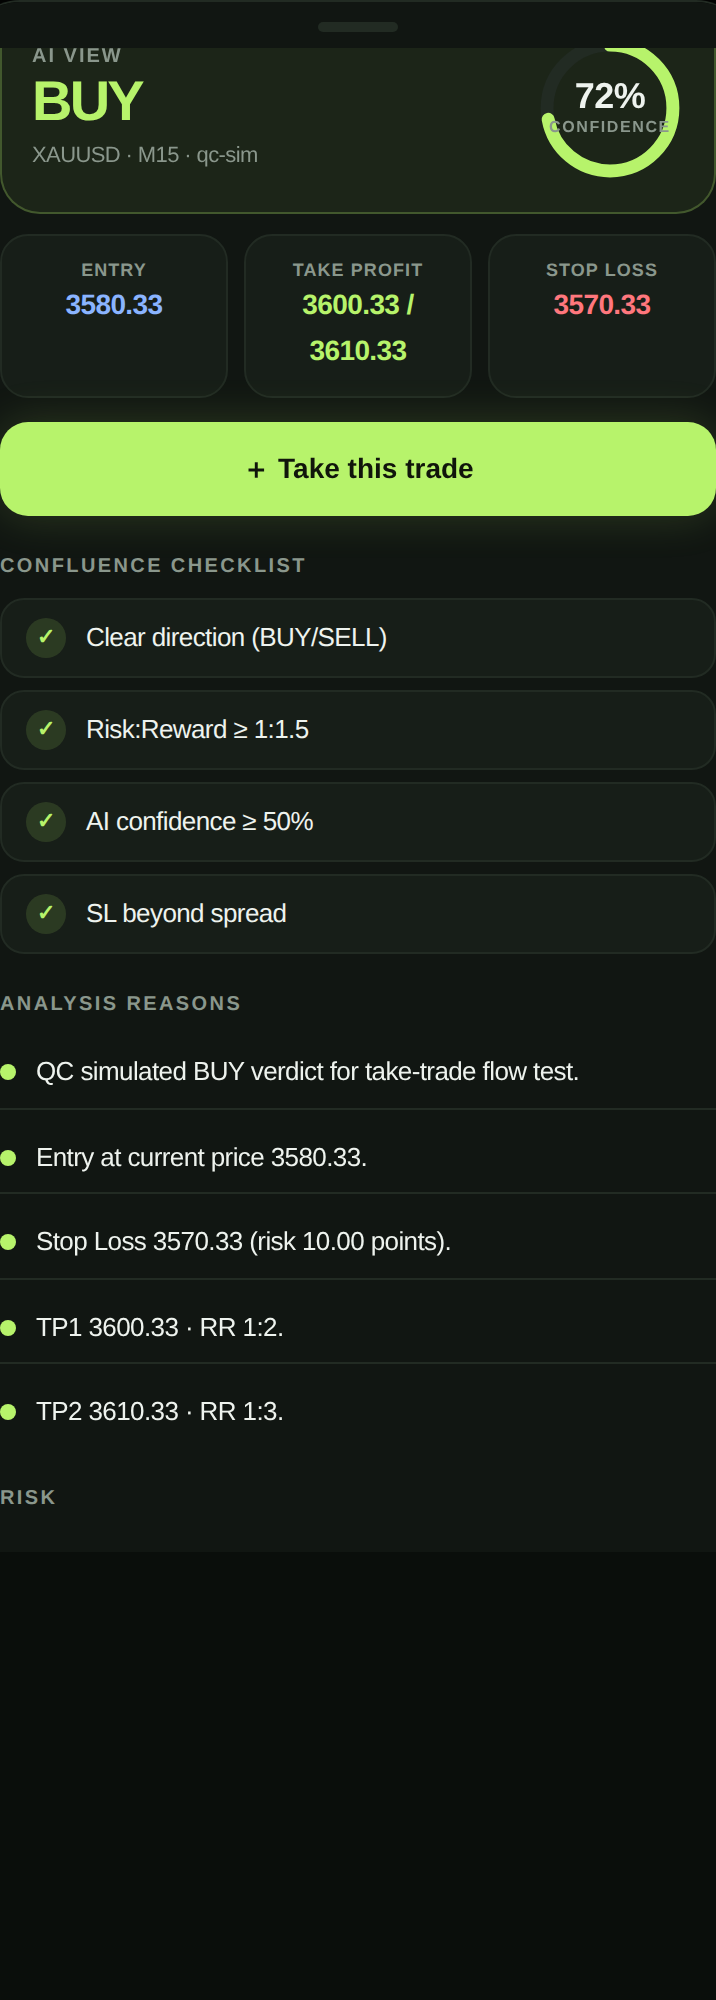 AI VIEW
BUY
XAUUSD · M15 · qc-sim
72%
CONFIDENCE
ENTRY
3580.33
TAKE PROFIT
3600.33 /
3610.33
STOP LOSS
3570.33
+ Take this trade
CONFLUENCE CHECKLIST
✓ Clear direction (BUY/SELL)
✓ Risk:Reward ≥ 1:1.5
✓ AI confidence ≥ 50%
✓ SL beyond spread
ANALYSIS REASONS
QC simulated BUY verdict for take-trade flow test.
Entry at current price 3580.33.
Stop Loss 3570.33 (risk 10.00 points).
TP1 3600.33 · RR 1:2.
TP2 3610.33 · RR 1:3.
RISK